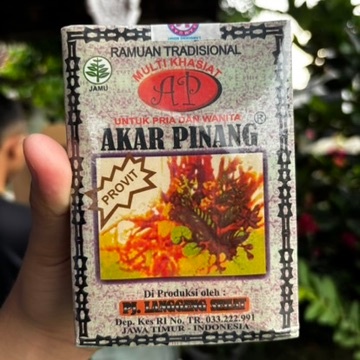 RAMUAN TRADISIONAL
MULTI KHASIAT
JAMU
AP
UNTUK PRIA DAN WANITA
AKAR PINANG ®
PROVIT
Di Produksi oleh :
PJ.
Dep. Kes RI No. TR. 033.222.991
JAWA TIMUR - INDONESIA